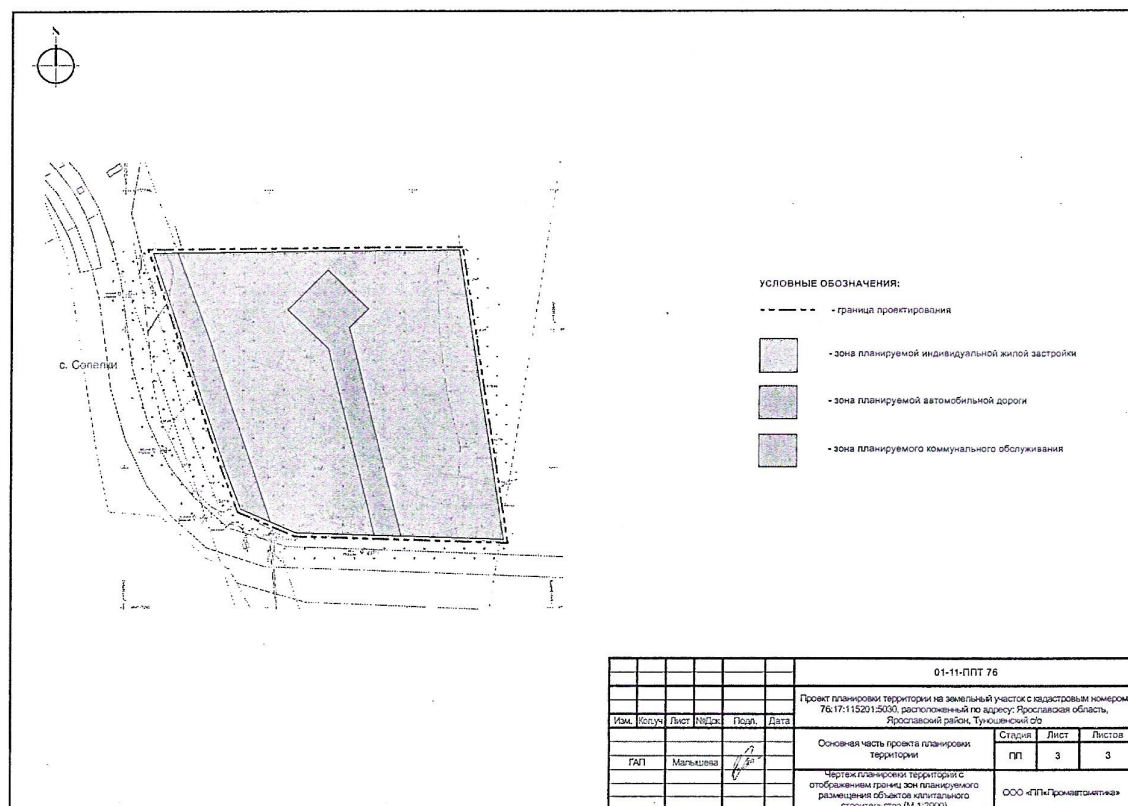 N
с. Сопелки
УСЛОВНЫЕ ОБОЗНАЧЕНИЯ:
- граница проектирования
- зона планируемой индивидуальной жилой застройки
- зона планируемой автомобильной дороги
- зона планируемого коммунального обслуживания
01-11-ППТ 76
Проект планировки территории на земельный участок с кадастровым номером
76:17:115201:5030, расположенный по адресу: Ярославская область,
Ярославский район, Туношенский с/о
Изм. Кол.уч Лист №Док Подп. Дата
Основная часть проекта планировки
территории
Стадия Лист Листов
ПП 3 3
ГАП Малышева
Чертеж планировки территории с
отображением границ зон планируемого
размещения объектов капитального
строительства (М 1:2000)
ООО «ПП«Промавтоматика»